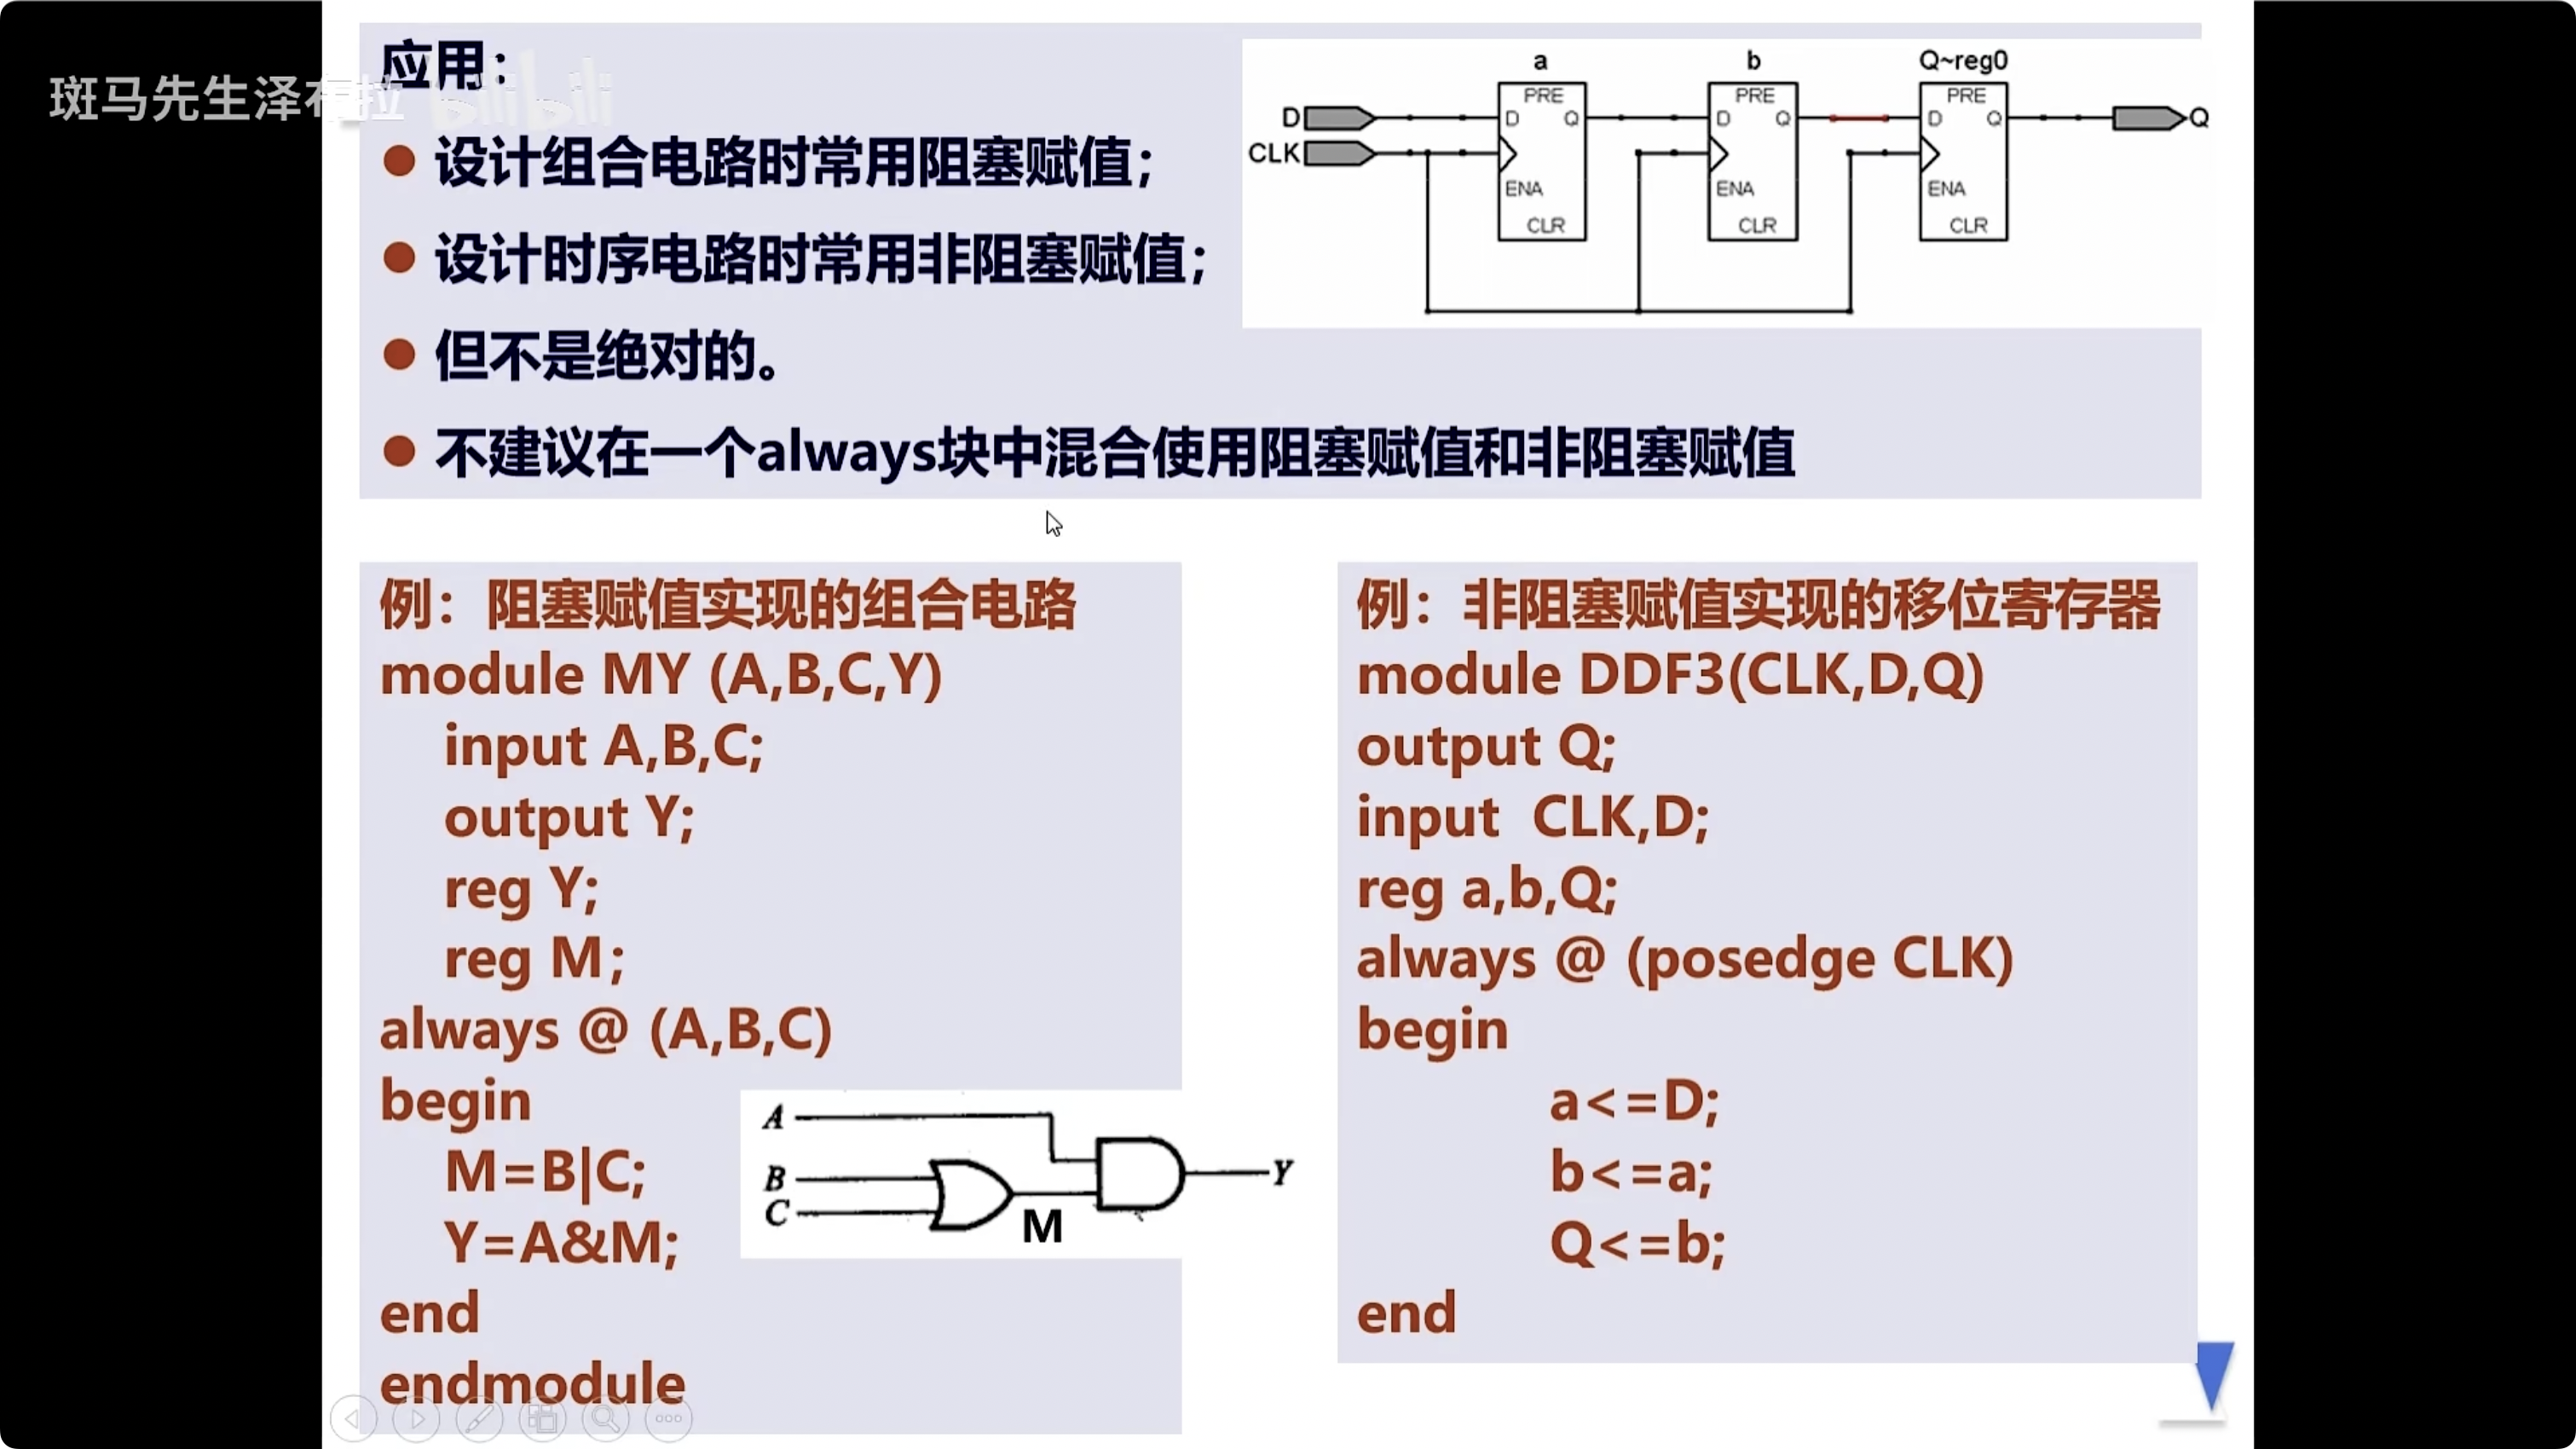 应用：
斑马先生泽布拉 bilibili
● 设计组合电路时常用阻塞赋值；
● 设计时序电路时常用非阻塞赋值；
● 但不是绝对的。
● 不建议在一个always块中混合使用阻塞赋值和非阻塞赋值
a b Q~reg0
PRE PRE PRE
D D Q D Q D Q Q
CLK
ENA ENA ENA
CLR CLR CLR
例：阻塞赋值实现的组合电路
module MY (A,B,C,Y)
input A,B,C;
output Y;
reg Y;
reg M;
always @ (A,B,C)
begin
M=B|C;
Y=A&M;
end
endmodule
A
B
C
M
Y
例：非阻塞赋值实现的移位寄存器
module DDF3(CLK,D,Q)
output Q;
input CLK,D;
reg a,b,Q;
always @ (posedge CLK)
begin
a<=D;
b<=a;
Q<=b;
end